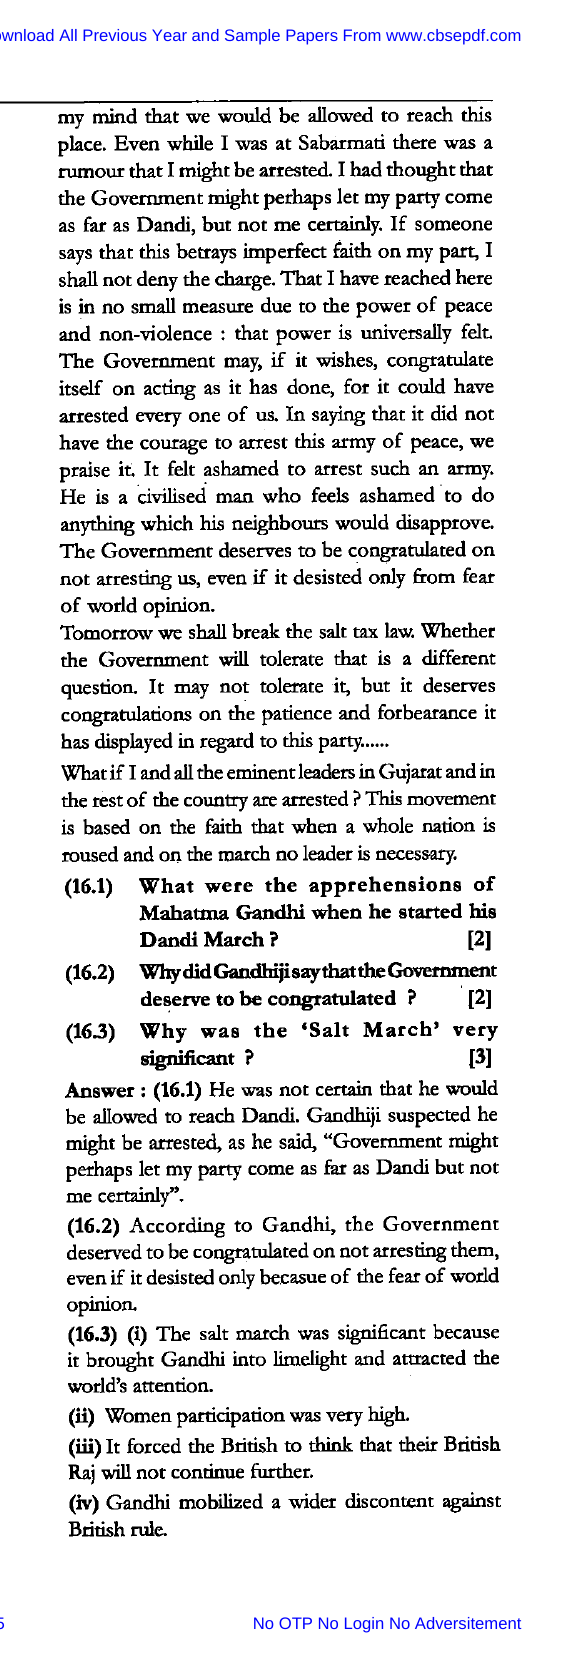 ownload All Previous Year and Sample Papers From www.cbsepdf.com
my mind that we would be allowed to reach this
place. Even while I was at Sabarmati there was a
rumour that I might be arrested. I had thought that
the Government might perhaps let my party come
as far as Dandi, but not me certainly. If someone
says that this betrays imperfect faith on my part, I
shall not deny the charge. That I have reached here
is in no small measure due to the power of peace
and non-violence : that power is universally felt.
The Government may, if it wishes, congratulate
itself on acting as it has done, for it could have
arrested every one of us. In saying that it did not
have the courage to arrest this army of peace, we
praise it. It felt ashamed to arrest such an army.
He is a civilised man who feels ashamed to do
anything which his neighbours would disapprove.
The Government deserves to be congratulated on
not arresting us, even if it desisted only from fear
of world opinion.
Tomorrow we shall break the salt tax law. Whether
the Government will tolerate that is a different
question. It may not tolerate it, but it deserves
congratulations on the patience and forbearance it
has displayed in regard to this party......
What if I and all the eminent leaders in Gujarat and in
the rest of the country are arrested ? This movement
is based on the faith that when a whole nation is
roused and on the march no leader is necessary.
(16.1) What were the apprehensions of
Mahatma Gandhi when he started his
Dandi March ? [2]
(16.2) Why did Gandhiji say that the Government
deserve to be congratulated ? [2]
(16.3) Why was the ‘Salt March’ very
significant ? [3]
Answer : (16.1) He was not certain that he would
be allowed to reach Dandi. Gandhiji suspected he
might be arrested, as he said, “Government might
perhaps let my party come as far as Dandi but not
me certainly”.
(16.2) According to Gandhi, the Government
deserved to be congratulated on not arresting them,
even if it desisted only becasue of the fear of world
opinion.
(16.3) (i) The salt march was significant because
it brought Gandhi into limelight and attracted the
world's attention.
(ii) Women participation was very high.
(iii) It forced the British to think that their British
Raj will not continue further.
(iv) Gandhi mobilized a wider discontent against
British rule.
5 No OTP No Login No Adversitement